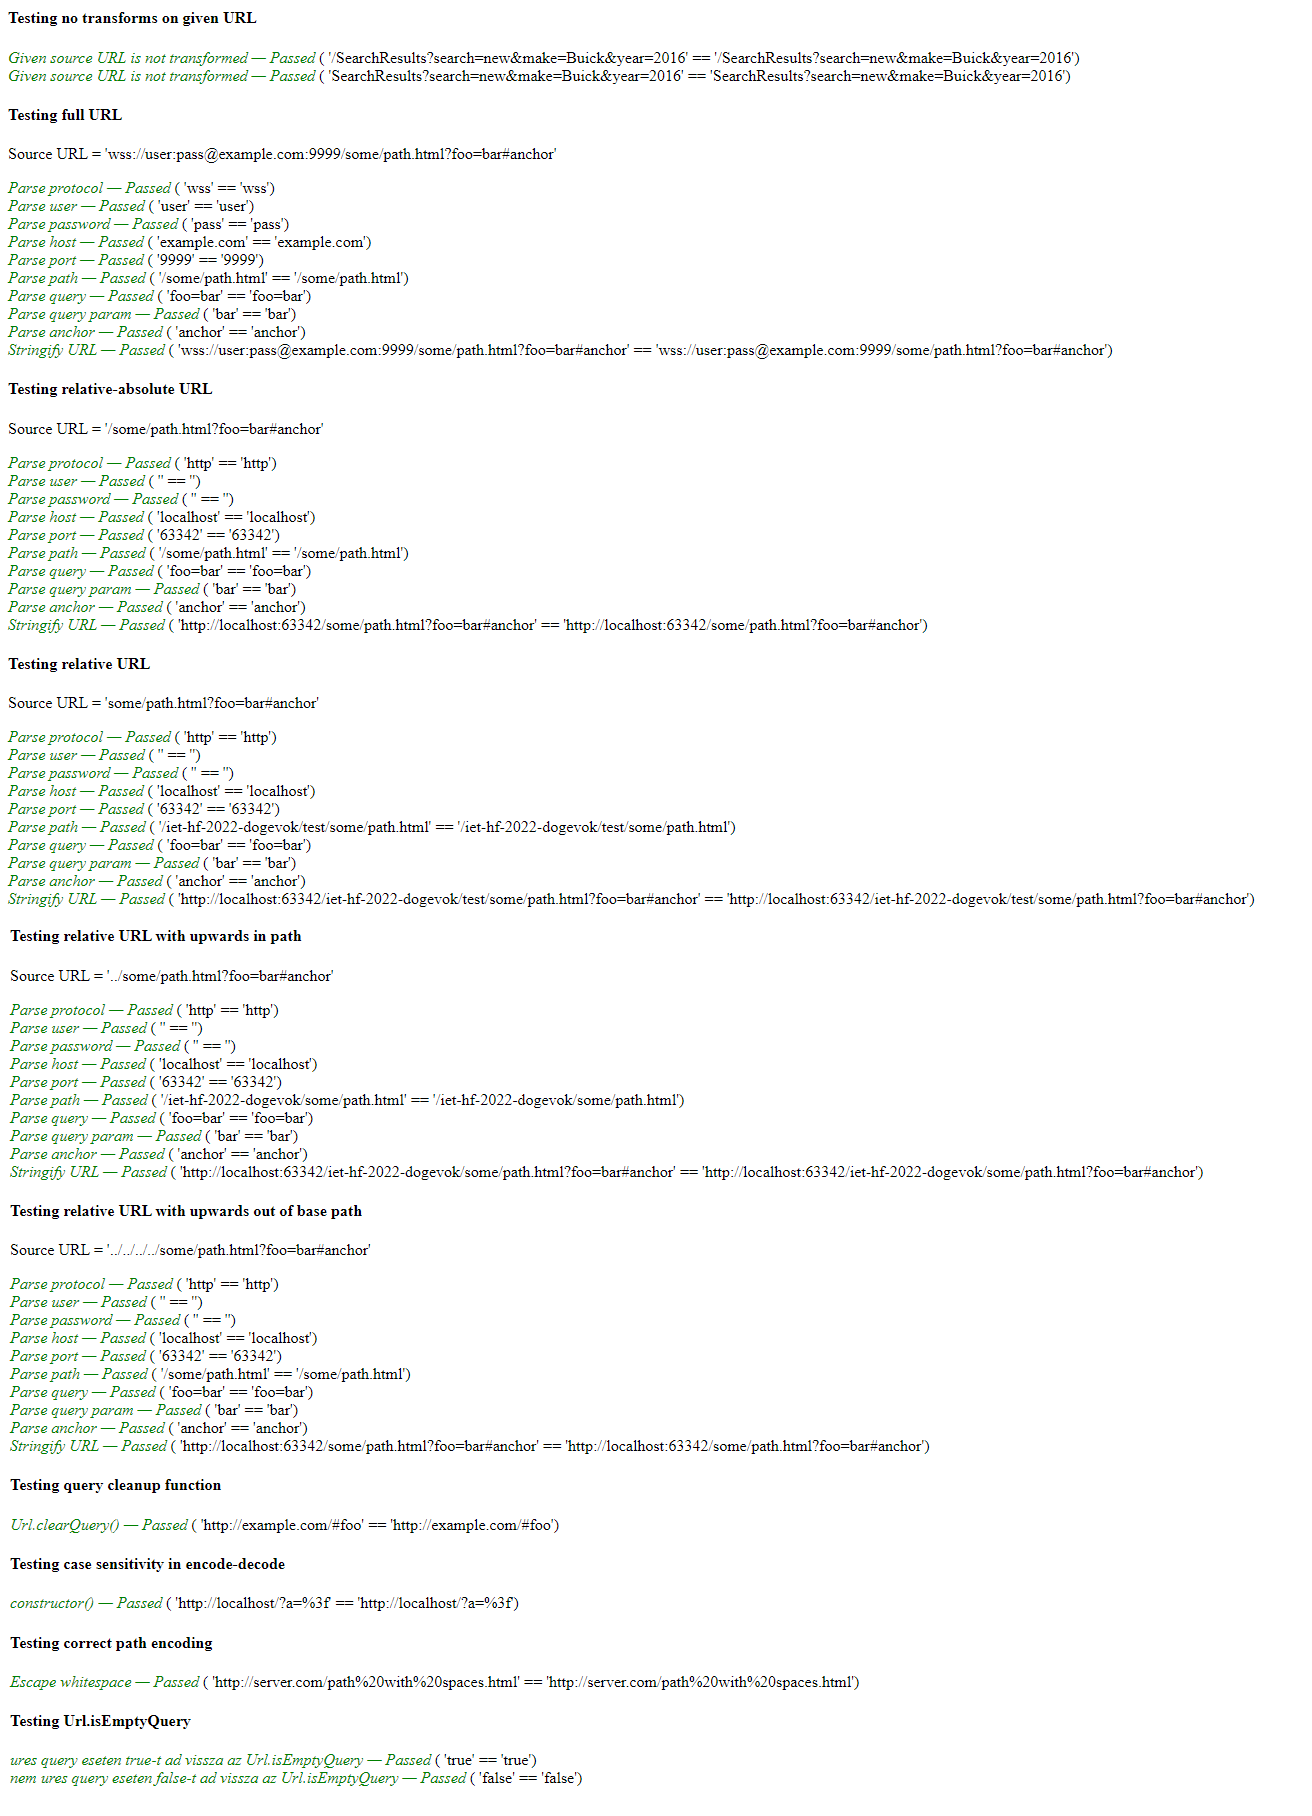 Testing no transforms on given URL
Given source URL is not transformed — Passed ( '/SearchResults?search=new&make=Buick&year=2016' == '/SearchResults?search=new&make=Buick&year=2016')
Given source URL is not transformed — Passed ( 'SearchResults?search=new&make=Buick&year=2016' == 'SearchResults?search=new&make=Buick&year=2016')
Testing full URL
Source URL = 'wss://user:pass@example.com:9999/some/path.html?foo=bar#anchor'
Parse protocol — Passed ( 'wss' == 'wss')
Parse user — Passed ( 'user' == 'user')
Parse password — Passed ( 'pass' == 'pass')
Parse host — Passed ( 'example.com' == 'example.com')
Parse port — Passed ( '9999' == '9999')
Parse path — Passed ( '/some/path.html' == '/some/path.html')
Parse query — Passed ( 'foo=bar' == 'foo=bar')
Parse query param — Passed ( 'bar' == 'bar')
Parse anchor — Passed ( 'anchor' == 'anchor')
Stringify URL — Passed ( 'wss://user:pass@example.com:9999/some/path.html?foo=bar#anchor' == 'wss://user:pass@example.com:9999/some/path.html?foo=bar#anchor')
Testing relative-absolute URL
Source URL = '/some/path.html?foo=bar#anchor'
Parse protocol — Passed ( 'http' == 'http')
Parse user — Passed ( '' == '')
Parse password — Passed ( '' == '')
Parse host — Passed ( 'localhost' == 'localhost')
Parse port — Passed ( '63342' == '63342')
Parse path — Passed ( '/some/path.html' == '/some/path.html')
Parse query — Passed ( 'foo=bar' == 'foo=bar')
Parse query param — Passed ( 'bar' == 'bar')
Parse anchor — Passed ( 'anchor' == 'anchor')
Stringify URL — Passed ( 'http://localhost:63342/some/path.html?foo=bar#anchor' == 'http://localhost:63342/some/path.html?foo=bar#anchor')
Testing relative URL
Source URL = 'some/path.html?foo=bar#anchor'
Parse protocol — Passed ( 'http' == 'http')
Parse user — Passed ( '' == '')
Parse password — Passed ( '' == '')
Parse host — Passed ( 'localhost' == 'localhost')
Parse port — Passed ( '63342' == '63342')
Parse path — Passed ( '/iet-hf-2022-dogevok/test/some/path.html' == '/iet-hf-2022-dogevok/test/some/path.html')
Parse query — Passed ( 'foo=bar' == 'foo=bar')
Parse query param — Passed ( 'bar' == 'bar')
Parse anchor — Passed ( 'anchor' == 'anchor')
Stringify URL — Passed ( 'http://localhost:63342/iet-hf-2022-dogevok/test/some/path.html?foo=bar#anchor' == 'http://localhost:63342/iet-hf-2022-dogevok/test/some/path.html?foo=bar#anchor')
Testing relative URL with upwards in path
Source URL = '../some/path.html?foo=bar#anchor'
Parse protocol — Passed ( 'http' == 'http')
Parse user — Passed ( '' == '')
Parse password — Passed ( '' == '')
Parse host — Passed ( 'localhost' == 'localhost')
Parse port — Passed ( '63342' == '63342')
Parse path — Passed ( '/iet-hf-2022-dogevok/some/path.html' == '/iet-hf-2022-dogevok/some/path.html')
Parse query — Passed ( 'foo=bar' == 'foo=bar')
Parse query param — Passed ( 'bar' == 'bar')
Parse anchor — Passed ( 'anchor' == 'anchor')
Stringify URL — Passed ( 'http://localhost:63342/iet-hf-2022-dogevok/some/path.html?foo=bar#anchor' == 'http://localhost:63342/iet-hf-2022-dogevok/some/path.html?foo=bar#anchor')
Testing relative URL with upwards out of base path
Source URL = '../../../../some/path.html?foo=bar#anchor'
Parse protocol — Passed ( 'http' == 'http')
Parse user — Passed ( '' == '')
Parse password — Passed ( '' == '')
Parse host — Passed ( 'localhost' == 'localhost')
Parse port — Passed ( '63342' == '63342')
Parse path — Passed ( '/some/path.html' == '/some/path.html')
Parse query — Passed ( 'foo=bar' == 'foo=bar')
Parse query param — Passed ( 'bar' == 'bar')
Parse anchor — Passed ( 'anchor' == 'anchor')
Stringify URL — Passed ( 'http://localhost:63342/some/path.html?foo=bar#anchor' == 'http://localhost:63342/some/path.html?foo=bar#anchor')
Testing query cleanup function
Url.clearQuery() — Passed ( 'http://example.com/#foo' == 'http://example.com/#foo')
Testing case sensitivity in encode-decode
constructor() — Passed ( 'http://localhost/?a=%3f' == 'http://localhost/?a=%3f')
Testing correct path encoding
Escape whitespace — Passed ( 'http://server.com/path%20with%20spaces.html' == 'http://server.com/path%20with%20spaces.html')
Testing Url.isEmptyQuery
ures query eseten true-t ad vissza az Url.isEmptyQuery — Passed ( 'true' == 'true')
nem ures query eseten false-t ad vissza az Url.isEmptyQuery — Passed ( 'false' == 'false')